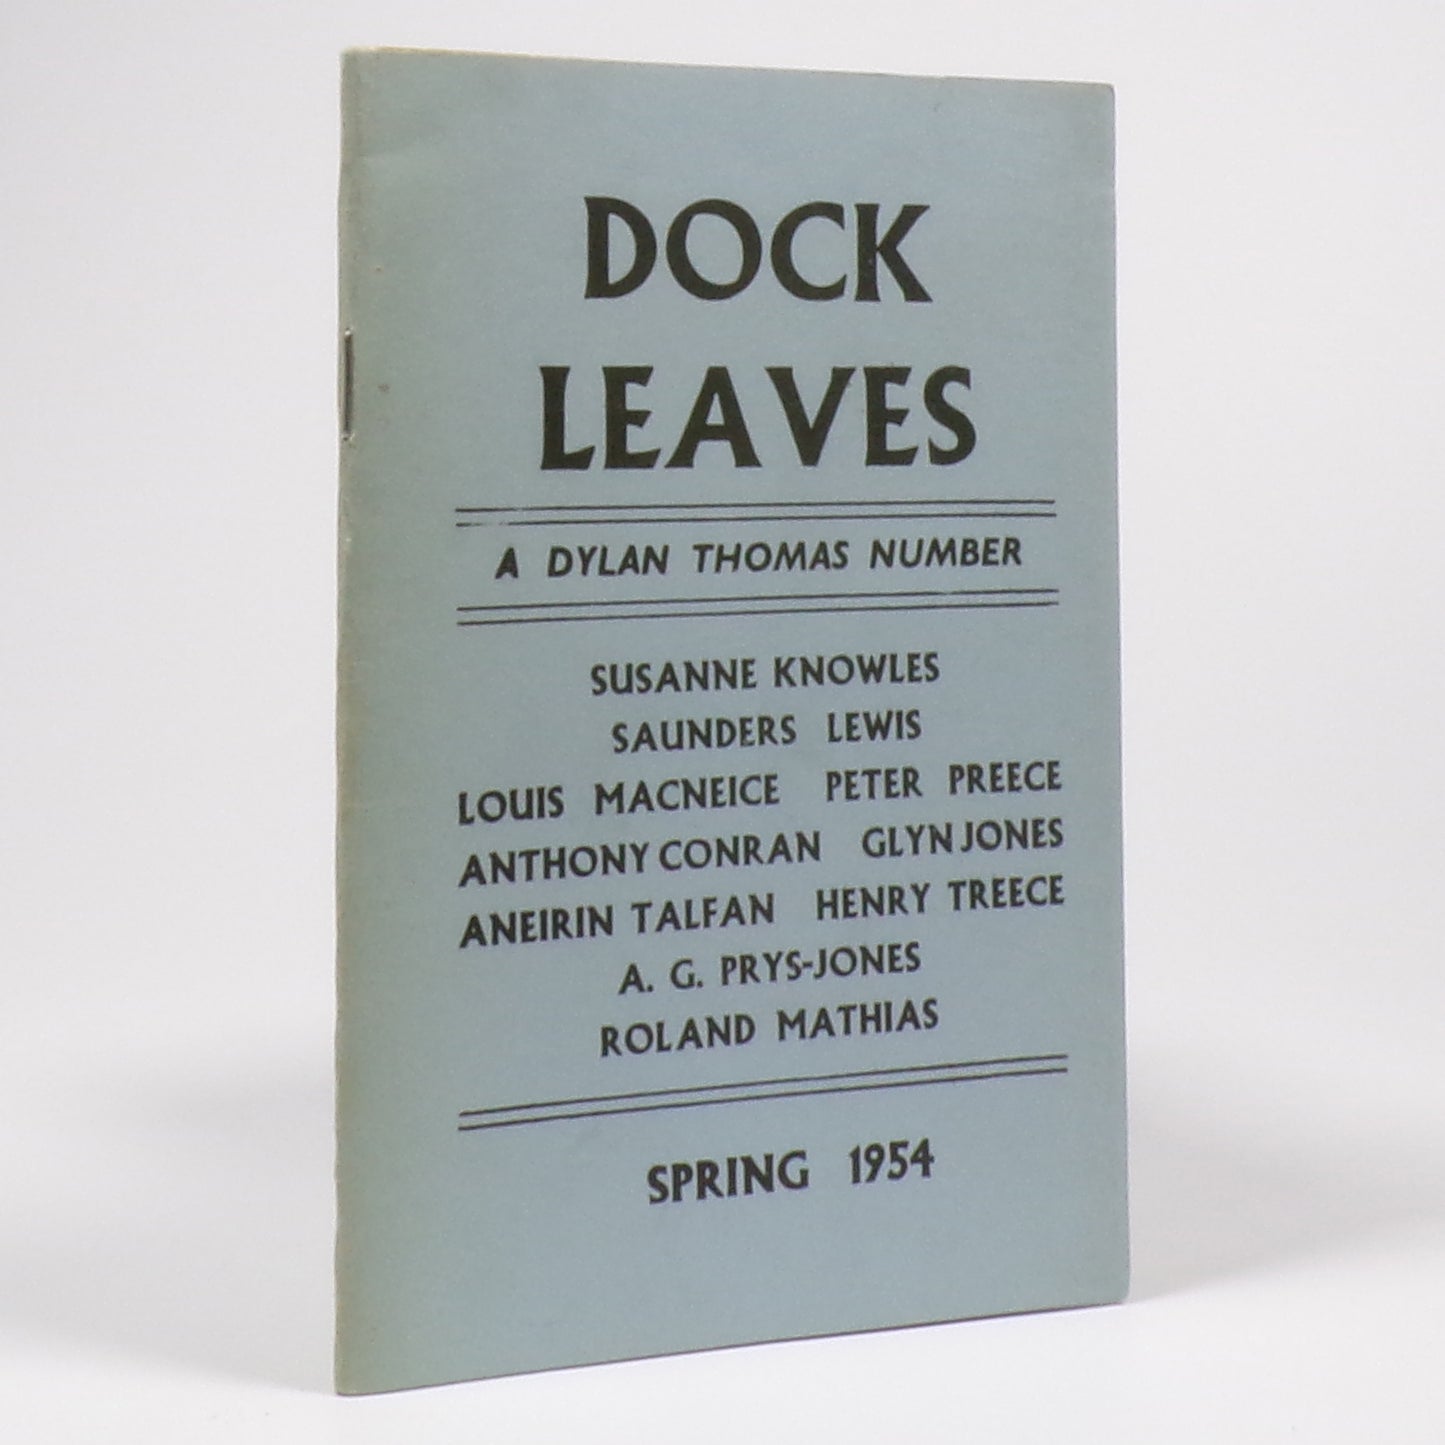 DOCK
LEAVES
A DYLAN THOMAS NUMBER
SUSANNE KNOWLES
SAUNDERS LEWIS
LOUIS MACNEICE PETER PREECE
ANTHONY CONRAN GLYN JONES
ANEIRIN TALFAN HENRY TREECE
A. G. PRYS-JONES
ROLAND MATHIAS
SPRING 1954